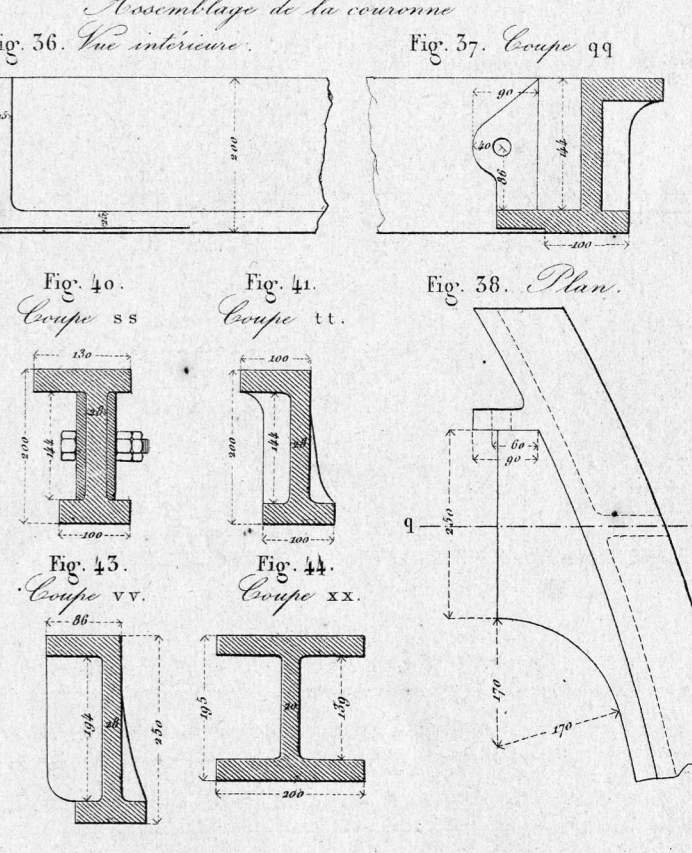 Assemblage de la couronne
ig. 36. Vue intérieure.
200
25
Fig. 37. Coupe qq
90
40
86
144
100
Fig. 40.
Coupe ss
130
200
144
28
100
Fig. 41.
Coupe tt.
100
200
144
28
100
Fig. 38. Plan.
60
90
q
250
170
170
Fig. 43.
Coupe vv.
86
194
28
250
Fig. 44.
Coupe xx.
195
20
139
200